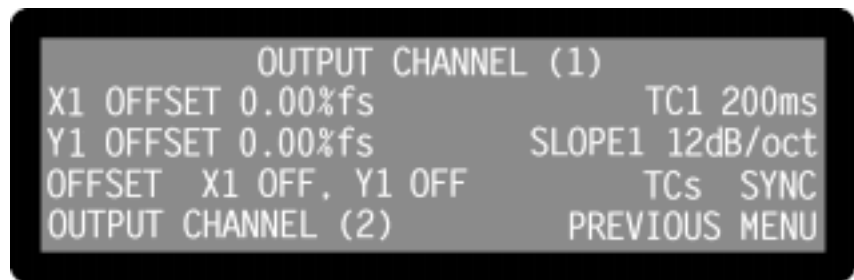 OUTPUT CHANNEL (1)
X1 OFFSET 0.00%fs TC1 200ms
Y1 OFFSET 0.00%fs SLOPE1 12dB/oct
OFFSET X1 OFF, Y1 OFF TCs SYNC
OUTPUT CHANNEL (2) PREVIOUS MENU